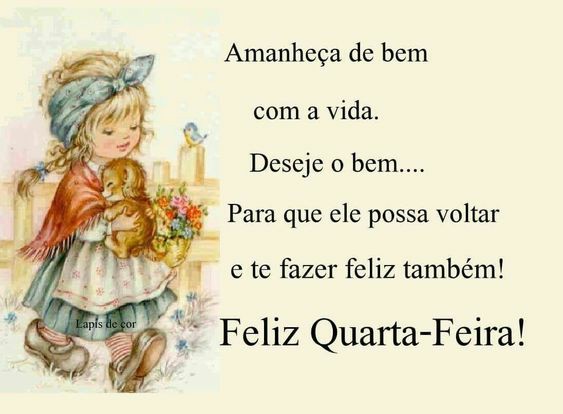 Amanheça de bem
com a vida.
Deseje o bem....
Para que ele possa voltar
e te fazer feliz também!
Feliz Quarta-Feira!
Lapis de cor